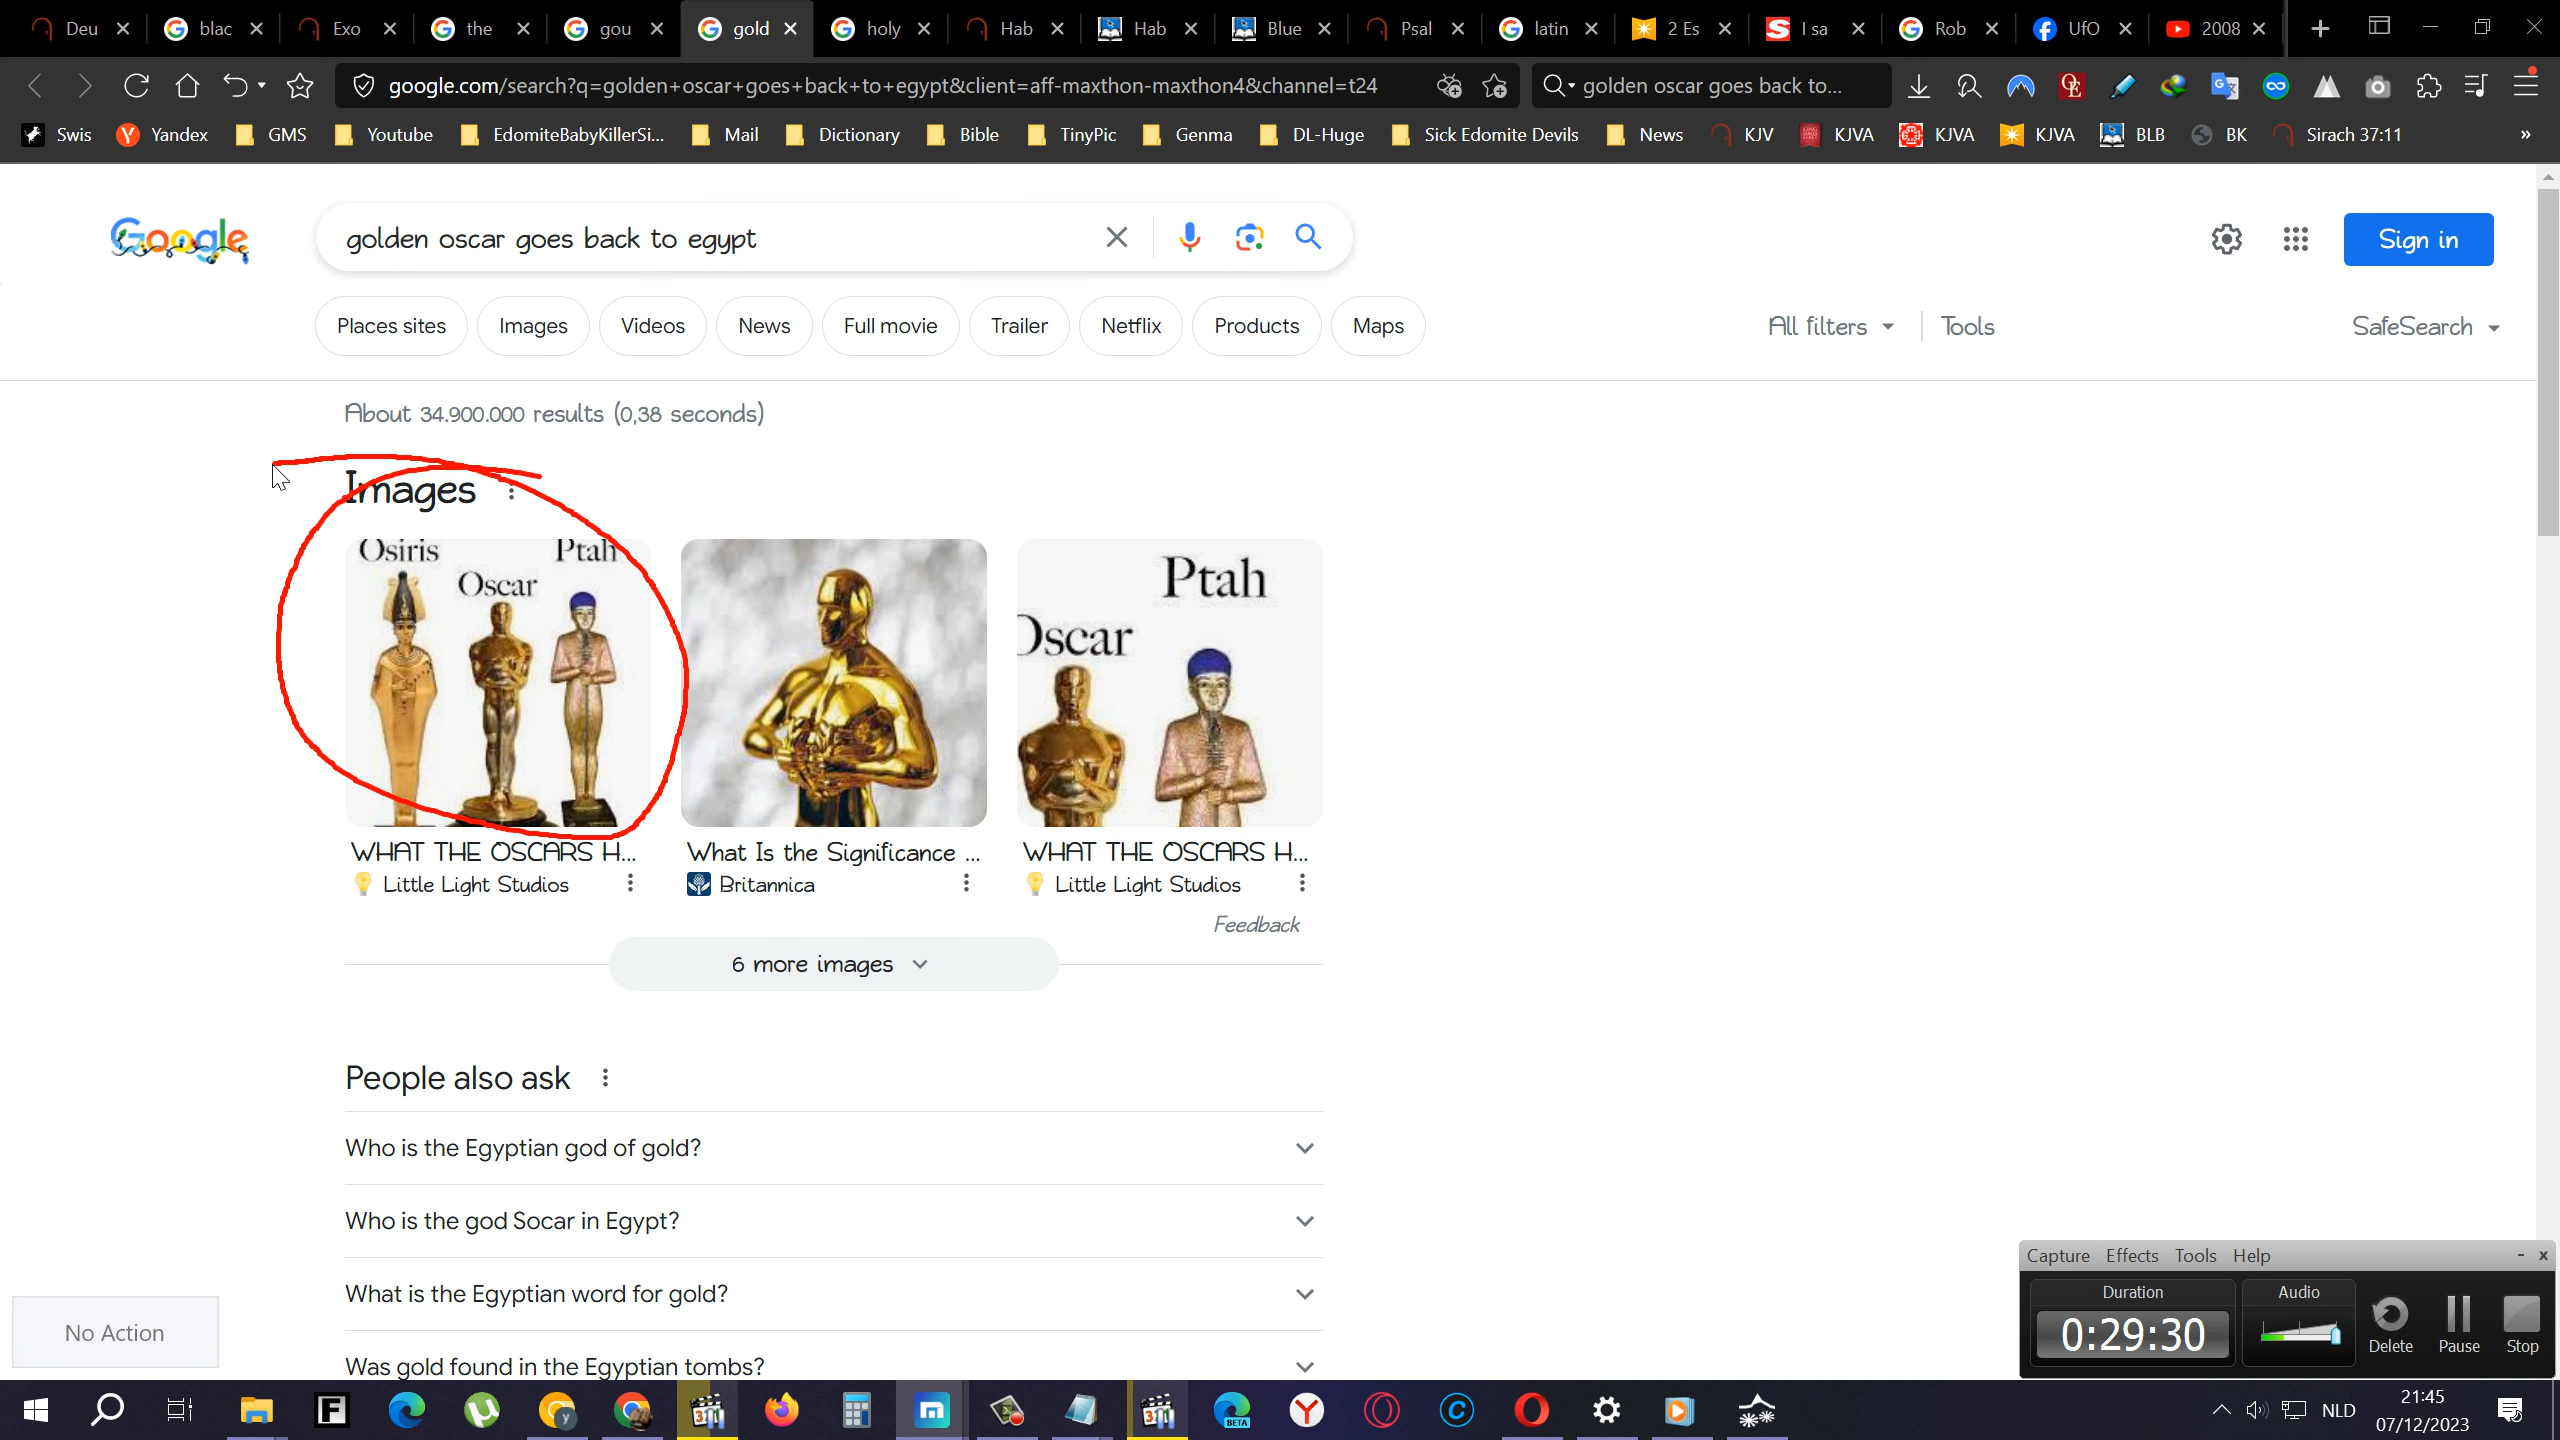 Deu
blac
Exo
the
gou
gold
holy
Hab
Hab
Blue
Psal
latin
2 Es
I sa
Rob
UfO
2008
google.com/search?q=golden+oscar+goes+back+to+egypt&client=aff-maxthon-maxthon4&channel=t24
golden oscar goes back to...
Swis
Yandex
GMS
Youtube
EdomiteBabyKillerSi...
Mail
Dictionary
Bible
TinyPic
Genma
DL-Huge
Sick Edomite Devils
News
KJV
KJVA
KJVA
KJVA
BLB
BK
Sirach 37:11
»
Google
golden oscar goes back to egypt
Sign in
Places sites
Images
Videos
News
Full movie
Trailer
Netflix
Products
Maps
All filters
Tools
SafeSearch
About 34.900.000 results (0,38 seconds)
Images
Osiris
Oscar
Ptah
Oscar
Ptah
WHAT THE OSCARS H...
Little Light Studios
What Is the Significance ...
Britannica
WHAT THE OSCARS H...
Little Light Studios
Feedback
6 more images
People also ask
Who is the Egyptian god of gold?
Who is the god Socar in Egypt?
What is the Egyptian word for gold?
Was gold found in the Egyptian tombs?
No Action
Capture Effects Tools Help
Duration
0:29:30
Audio
Delete
Pause
Stop
BETA
NLD
21:45
07/12/2023